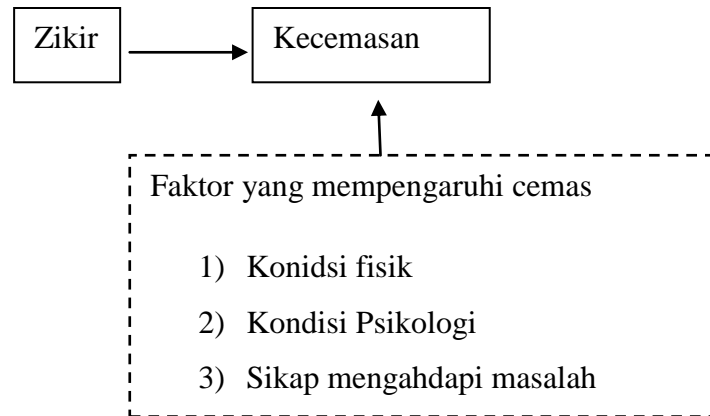 Zikir
Kecemasan
Faktor yang mempengaruhi cemas
1) Konidsi fisik
2) Kondisi Psikologi
3) Sikap mengahdapi masalah